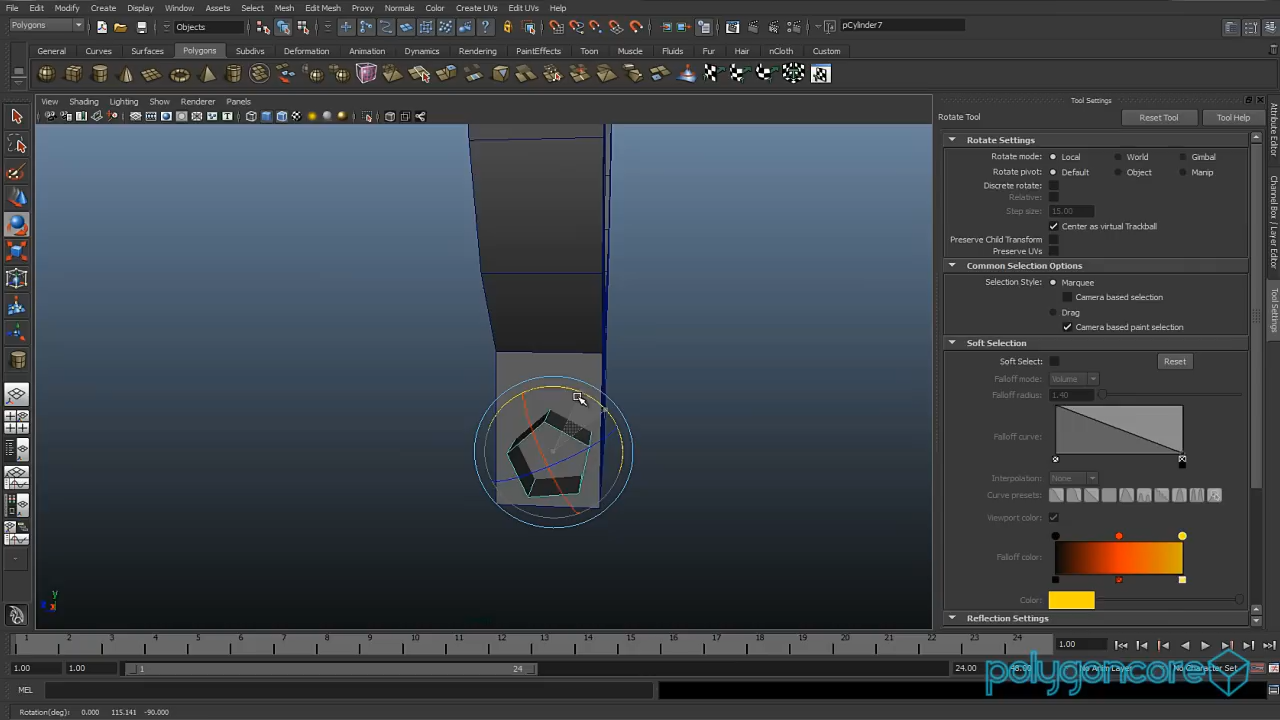 File Edit Modify Create Display Window Assets Select Mesh Edit Mesh Proxy Normals Color Create UVs Edit UVs Help
Polygons Objects pCylinder7
General Curves Surfaces Polygons Subdivs Deformation Animation Dynamics Rendering PaintEffects Toon Muscle Fluids Fur Hair nCloth Custom
View Shading Lighting Show Renderer Panels
Tool Settings
Rotate Tool Reset Tool Tool Help
Rotate Settings
Rotate mode: Local World Gimbal
Rotate pivot: Default Object Manip
Discrete rotate:
Relative:
Step size: 15.00
Center as virtual Trackball
Preserve Child Transform
Preserve UVs
Common Selection Options
Selection Style: Marquee
Camera based selection
Drag
Camera based paint selection
Soft Selection
Soft Select: Reset
Falloff mode: Volume
Falloff radius: 1.40
Falloff curve:
Interpolation: None
Curve presets:
Viewport color:
Falloff color:
Color:
Reflection Settings
Attribute Editor
Channel Box / Layer Editor
Tool Settings
y
1 2 3 4 5 6 7 8 9 10 11 12 13 14 15 16 17 18 19 20 21 22 23 24 1.00
1.00 1.00 1 24 24.00 48.00 No Anim Layer No Character Set
polygoncore
MEL
Rotation(deg): 0.000 115.141 -90.000